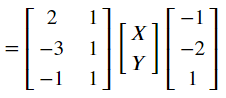 = [ 2 1 ] [ X ] [ −1 ]
[ −3 1 ] [ Y ] [ −2 ]
[ −1 1 ] [ 1 ]